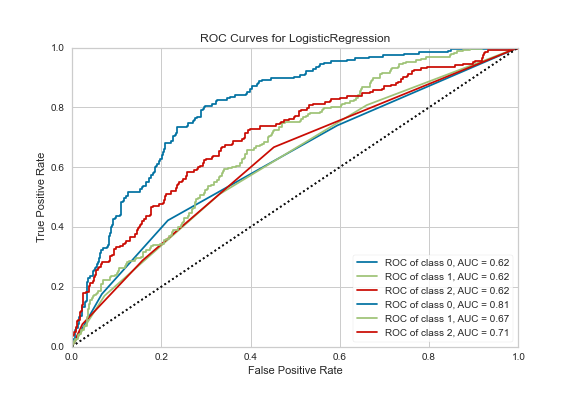 ROC Curves for LogisticRegression
1.0
0.8
0.6
0.4
0.2
0.0
True Positive Rate
ROC of class 0, AUC = 0.62
ROC of class 1, AUC = 0.62
ROC of class 2, AUC = 0.62
ROC of class 0, AUC = 0.81
ROC of class 1, AUC = 0.67
ROC of class 2, AUC = 0.71
0.0 0.2 0.4 0.6 0.8 1.0
False Positive Rate